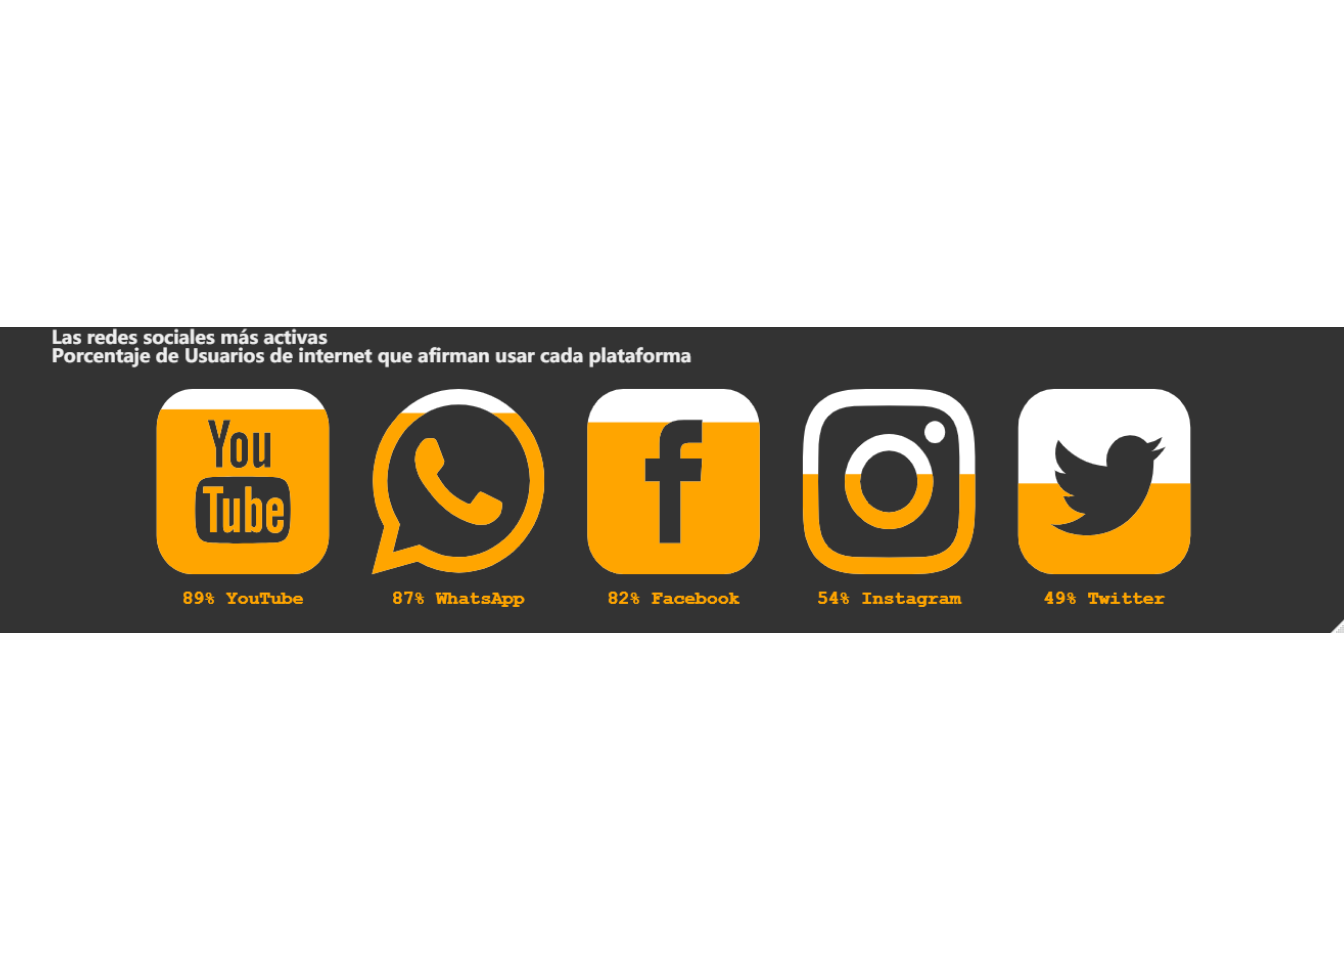 Las redes sociales más activas
Porcentaje de Usuarios de internet que afirman usar cada plataforma
You
Tube
89% YouTube
87% WhatsApp
82% Facebook
54% Instagram
49% Twitter